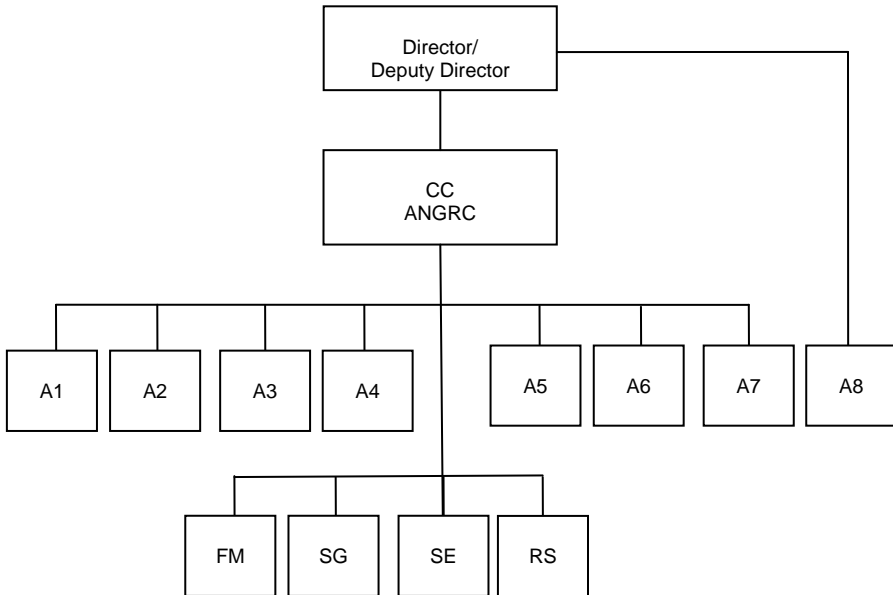 Director/
Deputy Director
CC
ANGRC
A1
A2
A3
A4
A5
A6
A7
A8
FM
SG
SE
RS